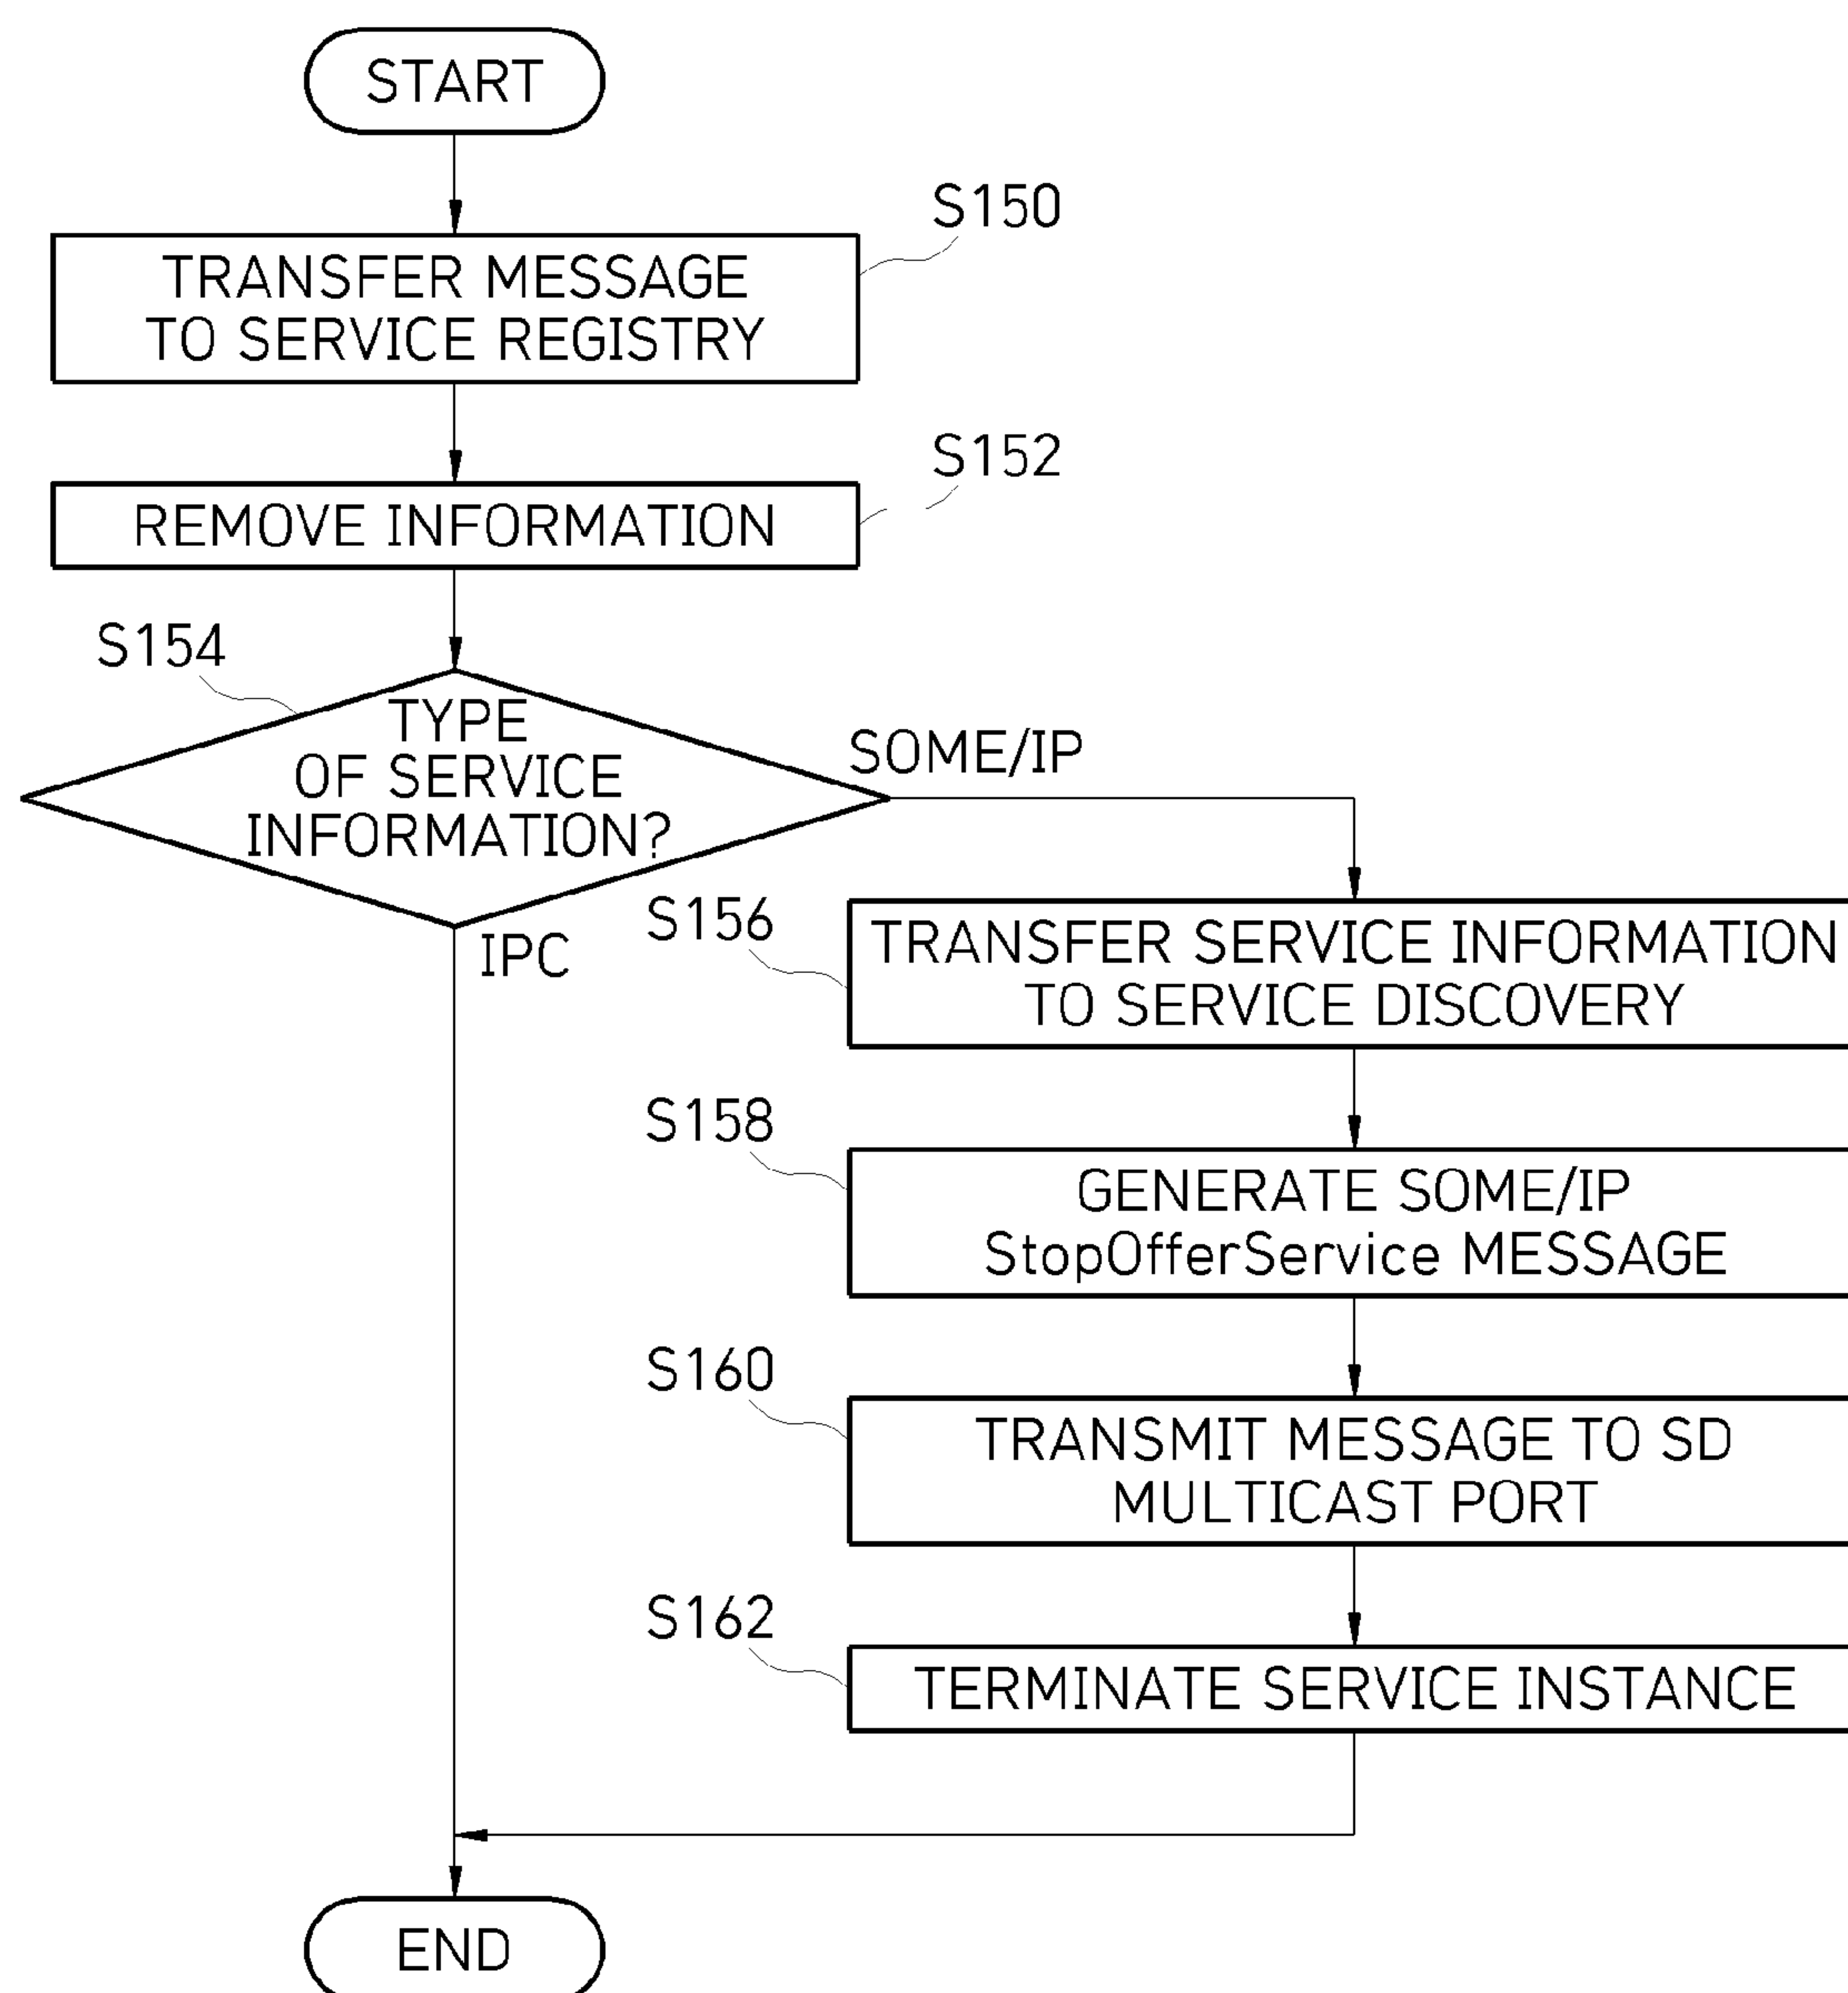 START
S150
TRANSFER MESSAGE
TO SERVICE REGISTRY
S152
REMOVE INFORMATION
S154
TYPE
OF SERVICE
INFORMATION?
SOME/IP
IPC
S156
TRANSFER SERVICE INFORMATION
TO SERVICE DISCOVERY
S158
GENERATE SOME/IP
StopOfferService MESSAGE
S160
TRANSMIT MESSAGE TO SD
MULTICAST PORT
S162
TERMINATE SERVICE INSTANCE
END